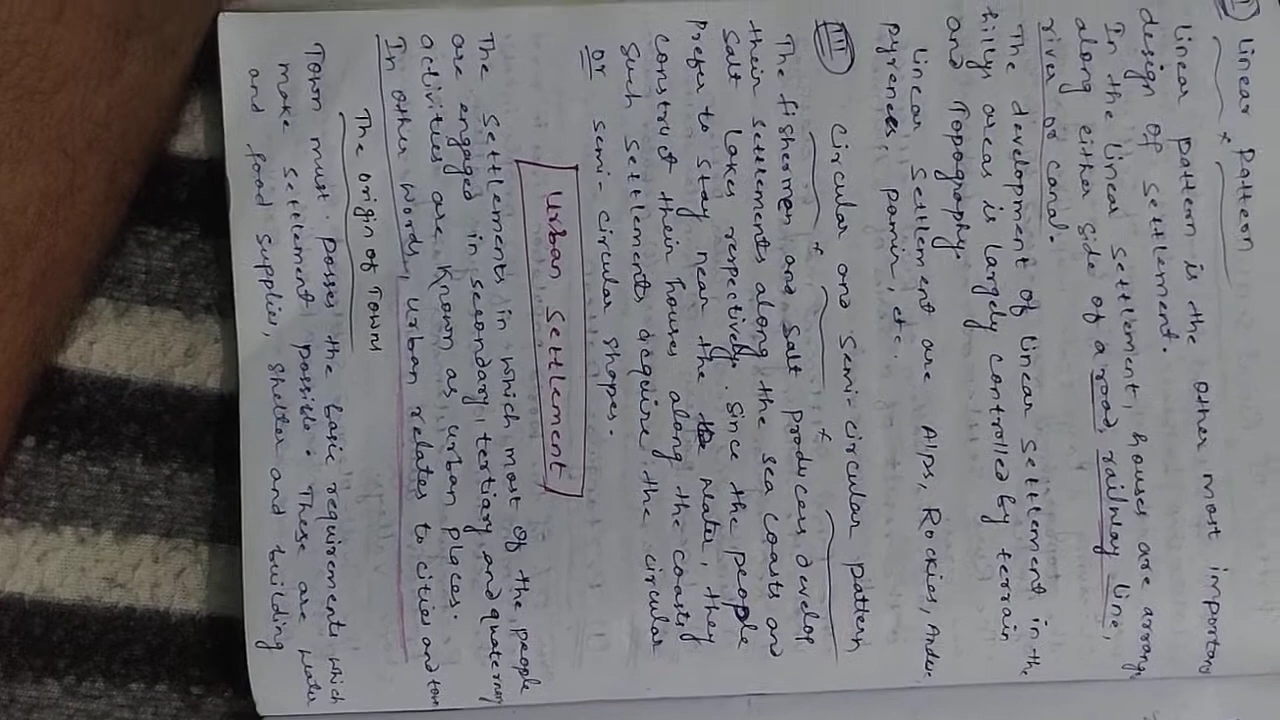 II) Linear Pattern
Linear pattern is the other most important
design of settlement.
In the linear settlement, houses are arrang
along either side of a road, railway line,
river or canal.
The development of linear settlement in the
hilly areas is largely controlled by terrain
and Topography.
Linear settlement are Alps, Rockies, Andes
Pyrenees, pamir, etc.
III Circular and semi-circular pattern
The fishermen and salt producers develop
their settlements along the sea coasts and
salt lakes respectively. Since the people
prefer to stay near the water, they
construct their houses along the coasts
such settlements acquire the circular
or semi-circular shapes.
Urban Settlement
The settlements in which most of the people
are engaged in secondary, tertiary and quaternary
activities are known as urban places.
In other words, urban relates to cities and town
The origin of Towns
Town must posses the basic requirements which
make settlement possible. These are water
and food supplies, shelter and building